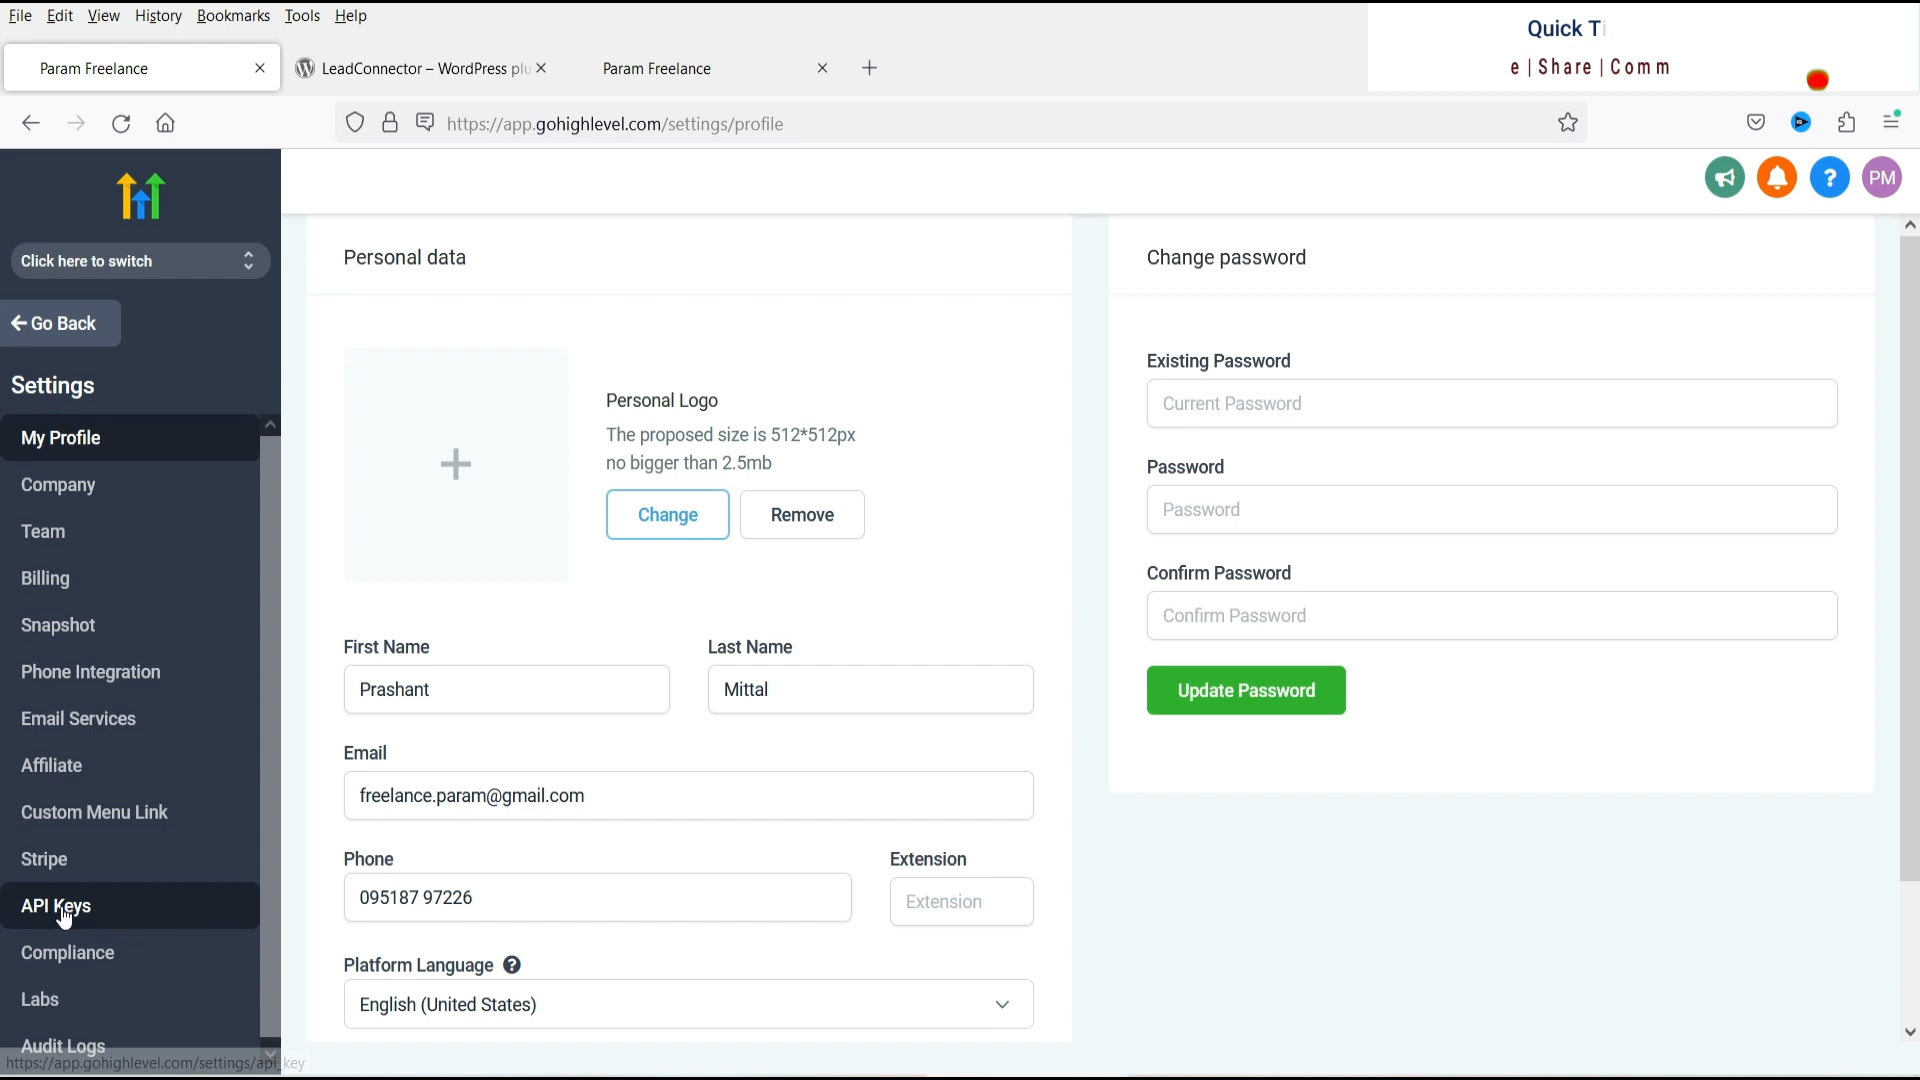 File Edit View History Bookmarks Tools Help
Quick Ti
e | Share | Comm
Param Freelance
LeadConnector – WordPress plu
Param Freelance
https://app.gohighlevel.com/settings/profile
PM
Click here to switch
Go Back
Settings
My Profile
Company
Team
Billing
Snapshot
Phone Integration
Email Services
Affiliate
Custom Menu Link
Stripe
API Keys
Compliance
Labs
Audit Logs
https://app.gohighlevel.com/settings/api_key
Personal data
Personal Logo
The proposed size is 512*512px
no bigger than 2.5mb
Change Remove
First Name Last Name
Prashant Mittal
Email
freelance.param@gmail.com
Phone Extension
095187 97226 Extension
Platform Language ?
English (United States)
Change password
Existing Password
Current Password
Password
Password
Confirm Password
Confirm Password
Update Password